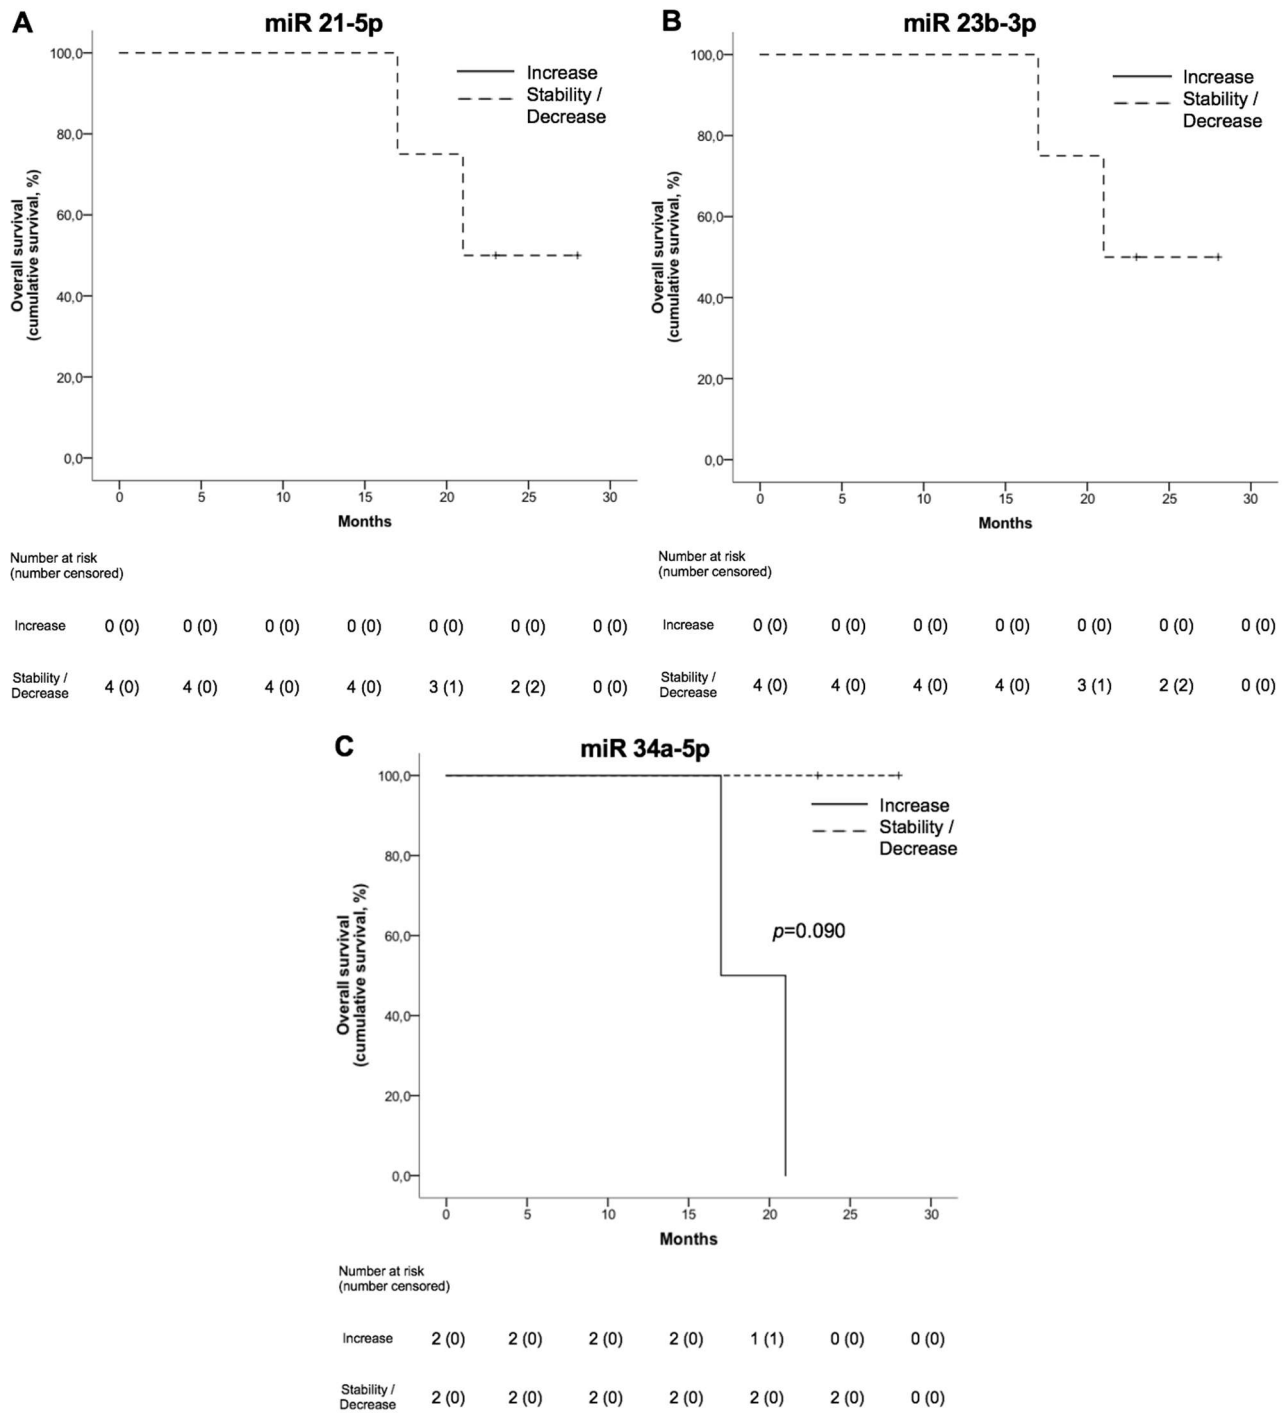 A
miR 21-5p
100,0
80,0
60,0
40,0
20,0
0,0
Overall survival
(cumulative survival, %)
Increase
Stability /
Decrease
0 5 10 15 20 25 30
Months
Number at risk
(number censored)
Increase 0 (0) 0 (0) 0 (0) 0 (0) 0 (0) 0 (0) 0 (0)
Stability /
Decrease 4 (0) 4 (0) 4 (0) 4 (0) 3 (1) 2 (2) 0 (0)
B
miR 23b-3p
100,0
80,0
60,0
40,0
20,0
0,0
Overall survival
(cumulative survival, %)
Increase
Stability /
Decrease
0 5 10 15 20 25 30
Months
Number at risk
(number censored)
Increase 0 (0) 0 (0) 0 (0) 0 (0) 0 (0) 0 (0) 0 (0)
Stability /
Decrease 4 (0) 4 (0) 4 (0) 4 (0) 3 (1) 2 (2) 0 (0)
C
miR 34a-5p
100,0
80,0
60,0
40,0
20,0
0,0
Overall survival
(cumulative survival, %)
Increase
Stability /
Decrease
p=0.090
0 5 10 15 20 25 30
Months
Number at risk
(number censored)
Increase 2 (0) 2 (0) 2 (0) 2 (0) 1 (1) 0 (0) 0 (0)
Stability /
Decrease 2 (0) 2 (0) 2 (0) 2 (0) 2 (0) 2 (0) 0 (0)